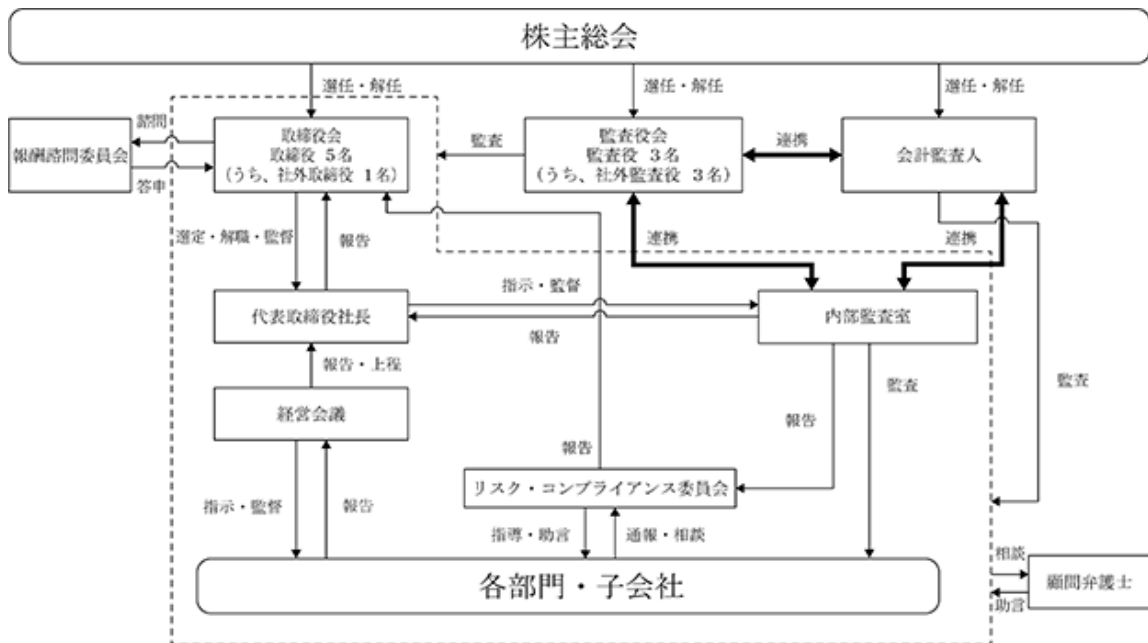 株主総会
選任・解任
選任・解任
選任・解任
諮問
報酬諮問委員会
答申
取締役会
取締役 5名
(うち、社外取締役 1名)
監査
監査役会
監査役 3名
(うち、社外監査役 3名)
連携
会計監査人
選定・解職・監督
報告
連携
連携
代表取締役社長
指示・監督
報告
内部監査室
報告・上程
監査
監査
経営会議
報告
報告
リスク・コンプライアンス委員会
指示・監督
報告
指導・助言
通報・相談
各部門・子会社
相談
顧問弁護士
助言